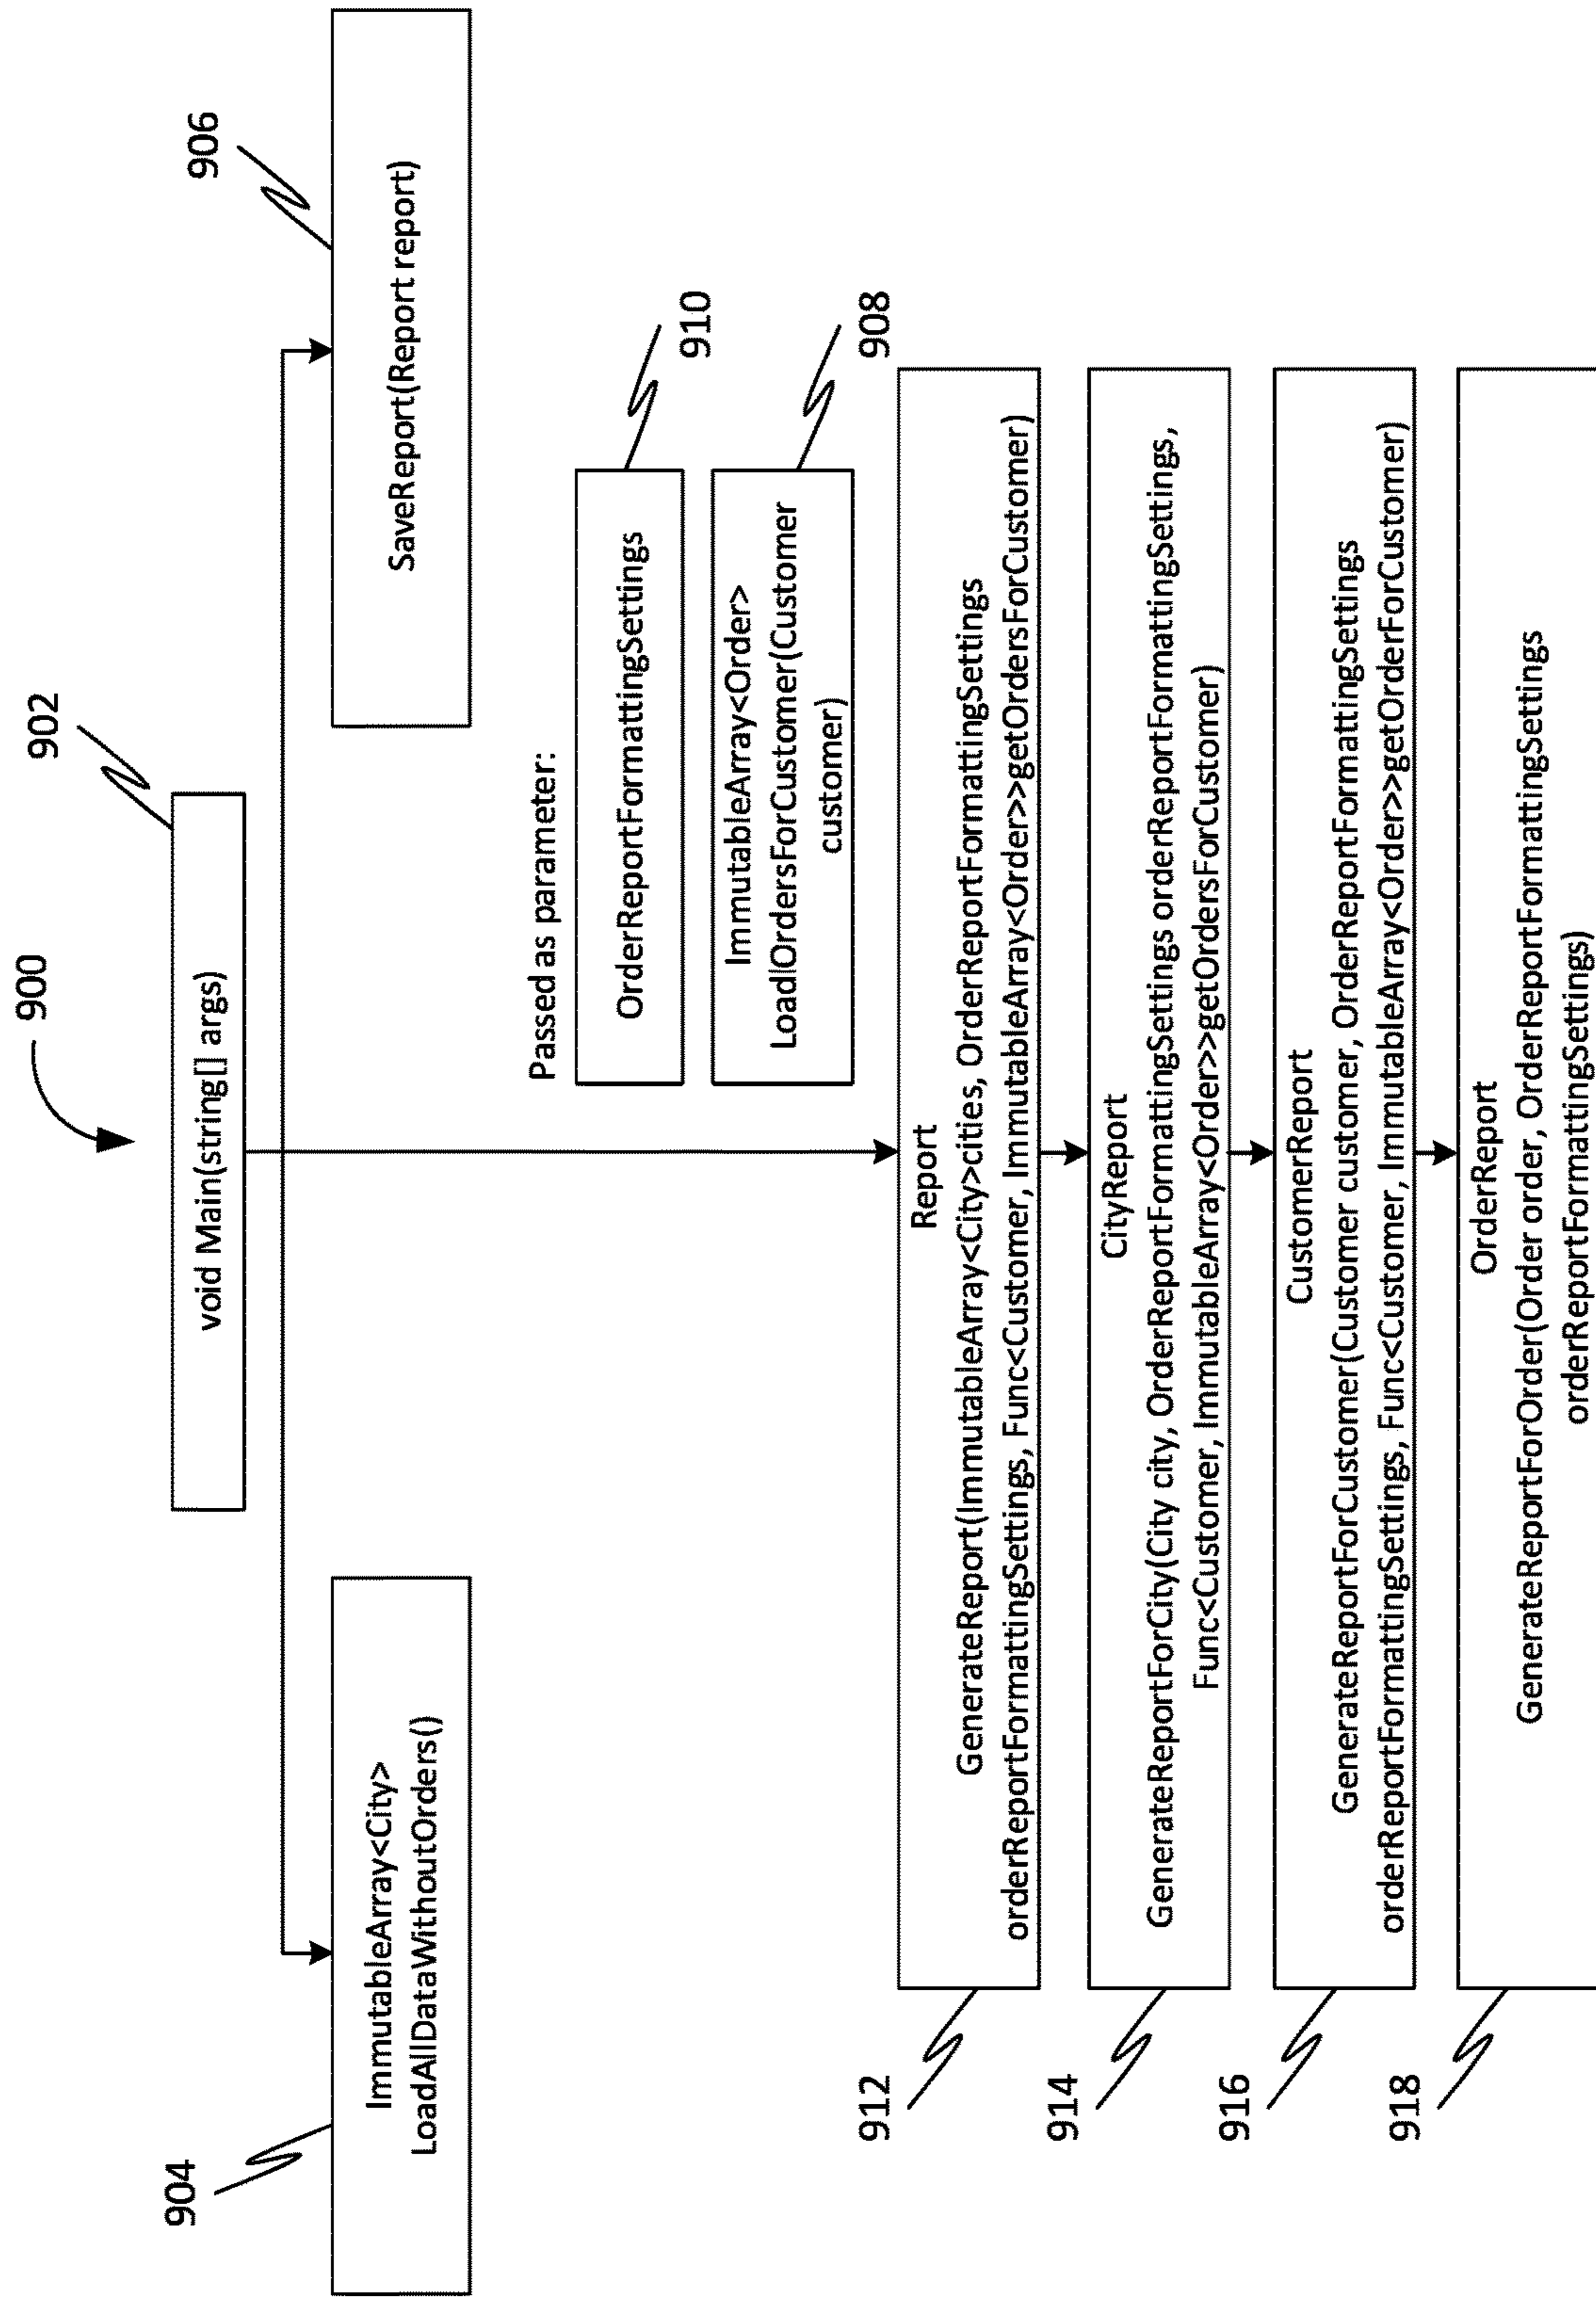 900
902
void Main(string[] args)
904
ImmutableArray<City>
LoadAllDataWithoutOrders()
906
SaveReport(Report report)
Passed as parameter:
910
OrderReportFormattingSettings
908
ImmutableArray<Order>
LoadOrdersForCustomer(Customer
customer)
912
Report
GenerateReport(ImmutableArray<City>cities, OrderReportFormattingSettings
orderReportFormattingSettings, Func<Customer, ImmutableArray<Order>>getOrdersForCustomer)
914
CityReport
GenerateReportForCity(City city, OrderReportFormattingSettings orderReportFormattingSettings,
Func<Customer, ImmutableArray<Order>>getOrdersForCustomer)
916
CustomerReport
GenerateReportForCustomer(Customer customer, OrderReportFormattingSettings
orderReportFormattingSettings, Func<Customer, ImmutableArray<Order>>getOrderForCustomer)
918
OrderReport
GenerateReportForOrder(Order order, OrderReportFormattingSettings
orderReportFormattingSettings)